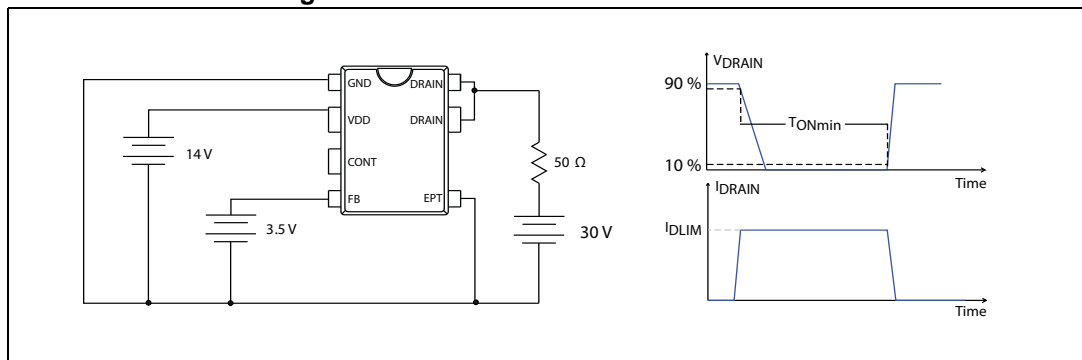 GND
DRAIN
VDD
DRAIN
CONT
FB
EPT
14 V
3.5 V
50 Ω
30 V
VDRAIN
90 %
TONmin
10 %
Time
IDRAIN
IDLIM
Time